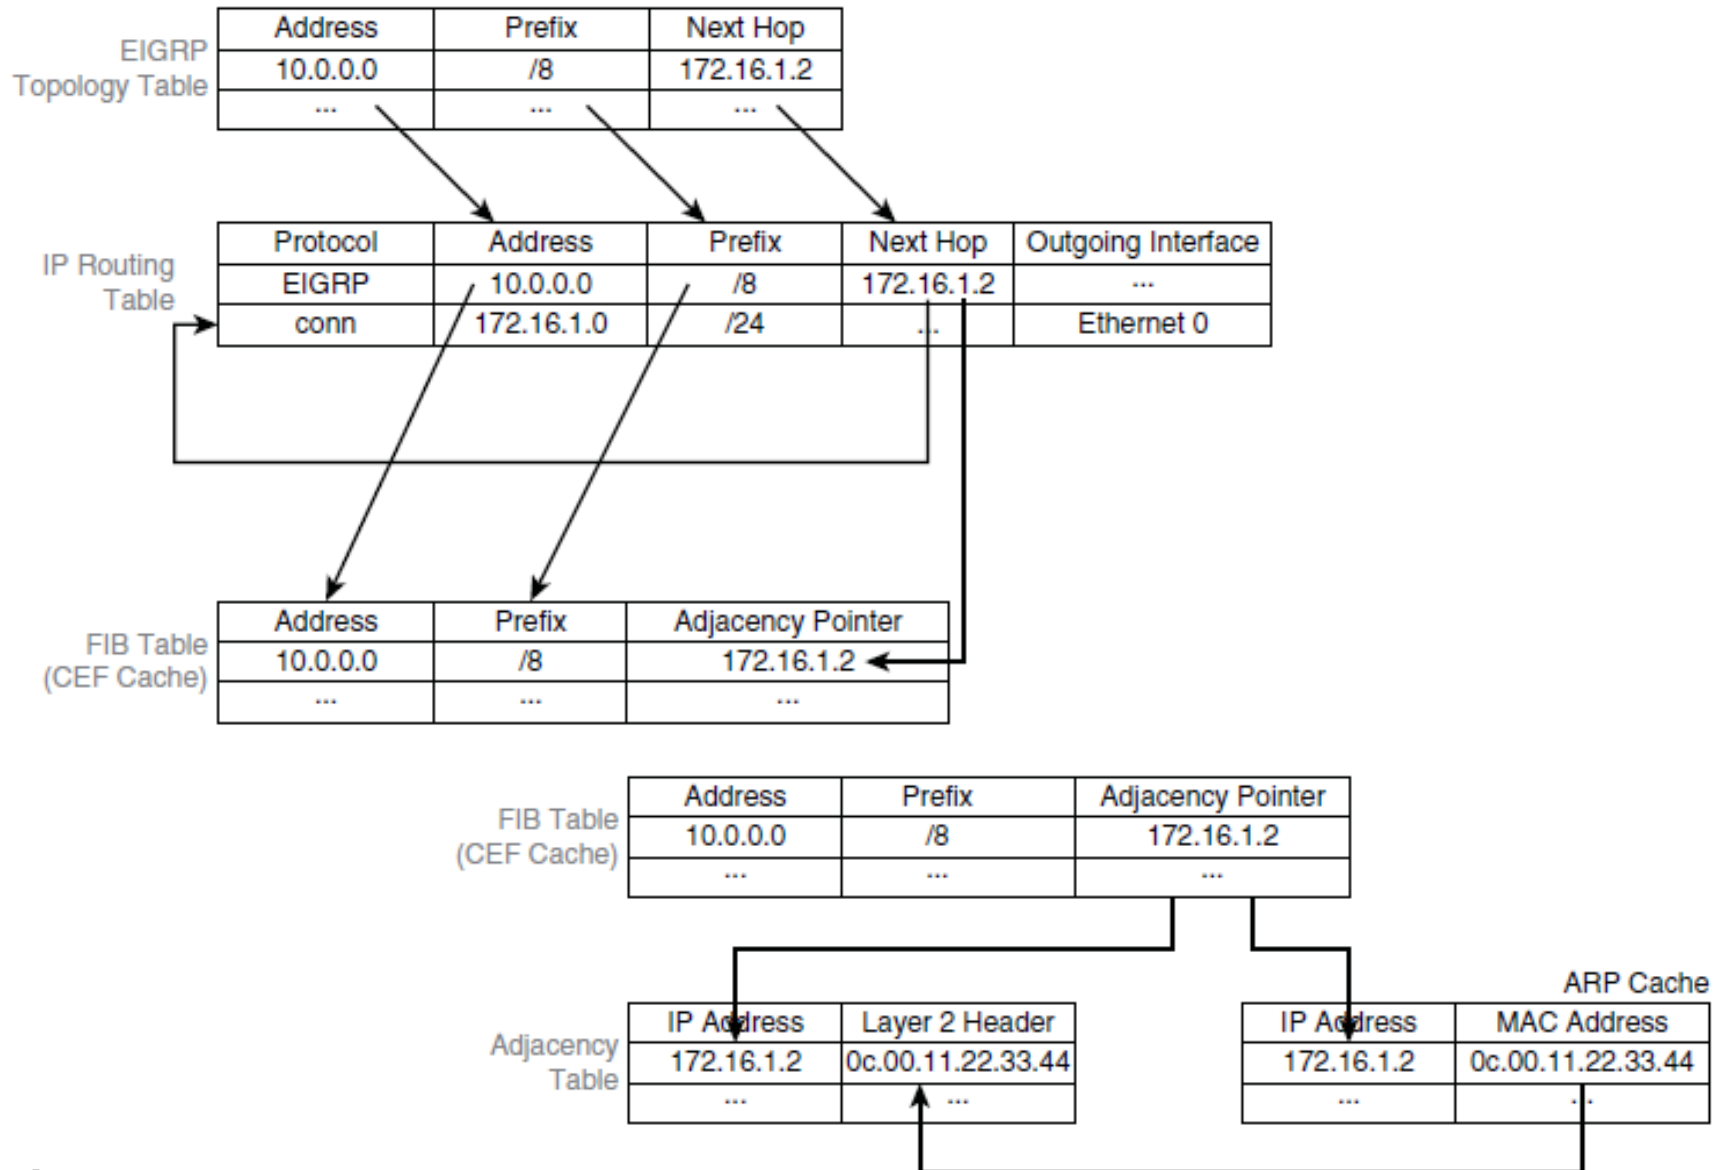 Address Prefix Next Hop
EIGRP
Topology Table
10.0.0.0 /8 172.16.1.2
... ... ...
Protocol Address Prefix Next Hop Outgoing Interface
IP Routing
Table
EIGRP 10.0.0.0 /8 172.16.1.2 ...
conn 172.16.1.0 /24 ... Ethernet 0
Address Prefix Adjacency Pointer
FIB Table
(CEF Cache)
10.0.0.0 /8 172.16.1.2
... ... ...
Address Prefix Adjacency Pointer
FIB Table
(CEF Cache)
10.0.0.0 /8 172.16.1.2
... ... ...
ARP Cache
IP Address Layer 2 Header
Adjacency
Table
172.16.1.2 0c.00.11.22.33.44
... ...
IP Address MAC Address
172.16.1.2 0c.00.11.22.33.44
... ...